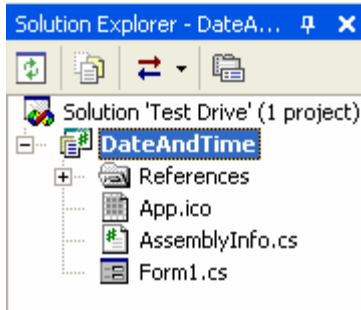 Solution Explorer - DateA...
Solution 'Test Drive' (1 project)
DateAndTime
References
App.ico
AssemblyInfo.cs
Form1.cs